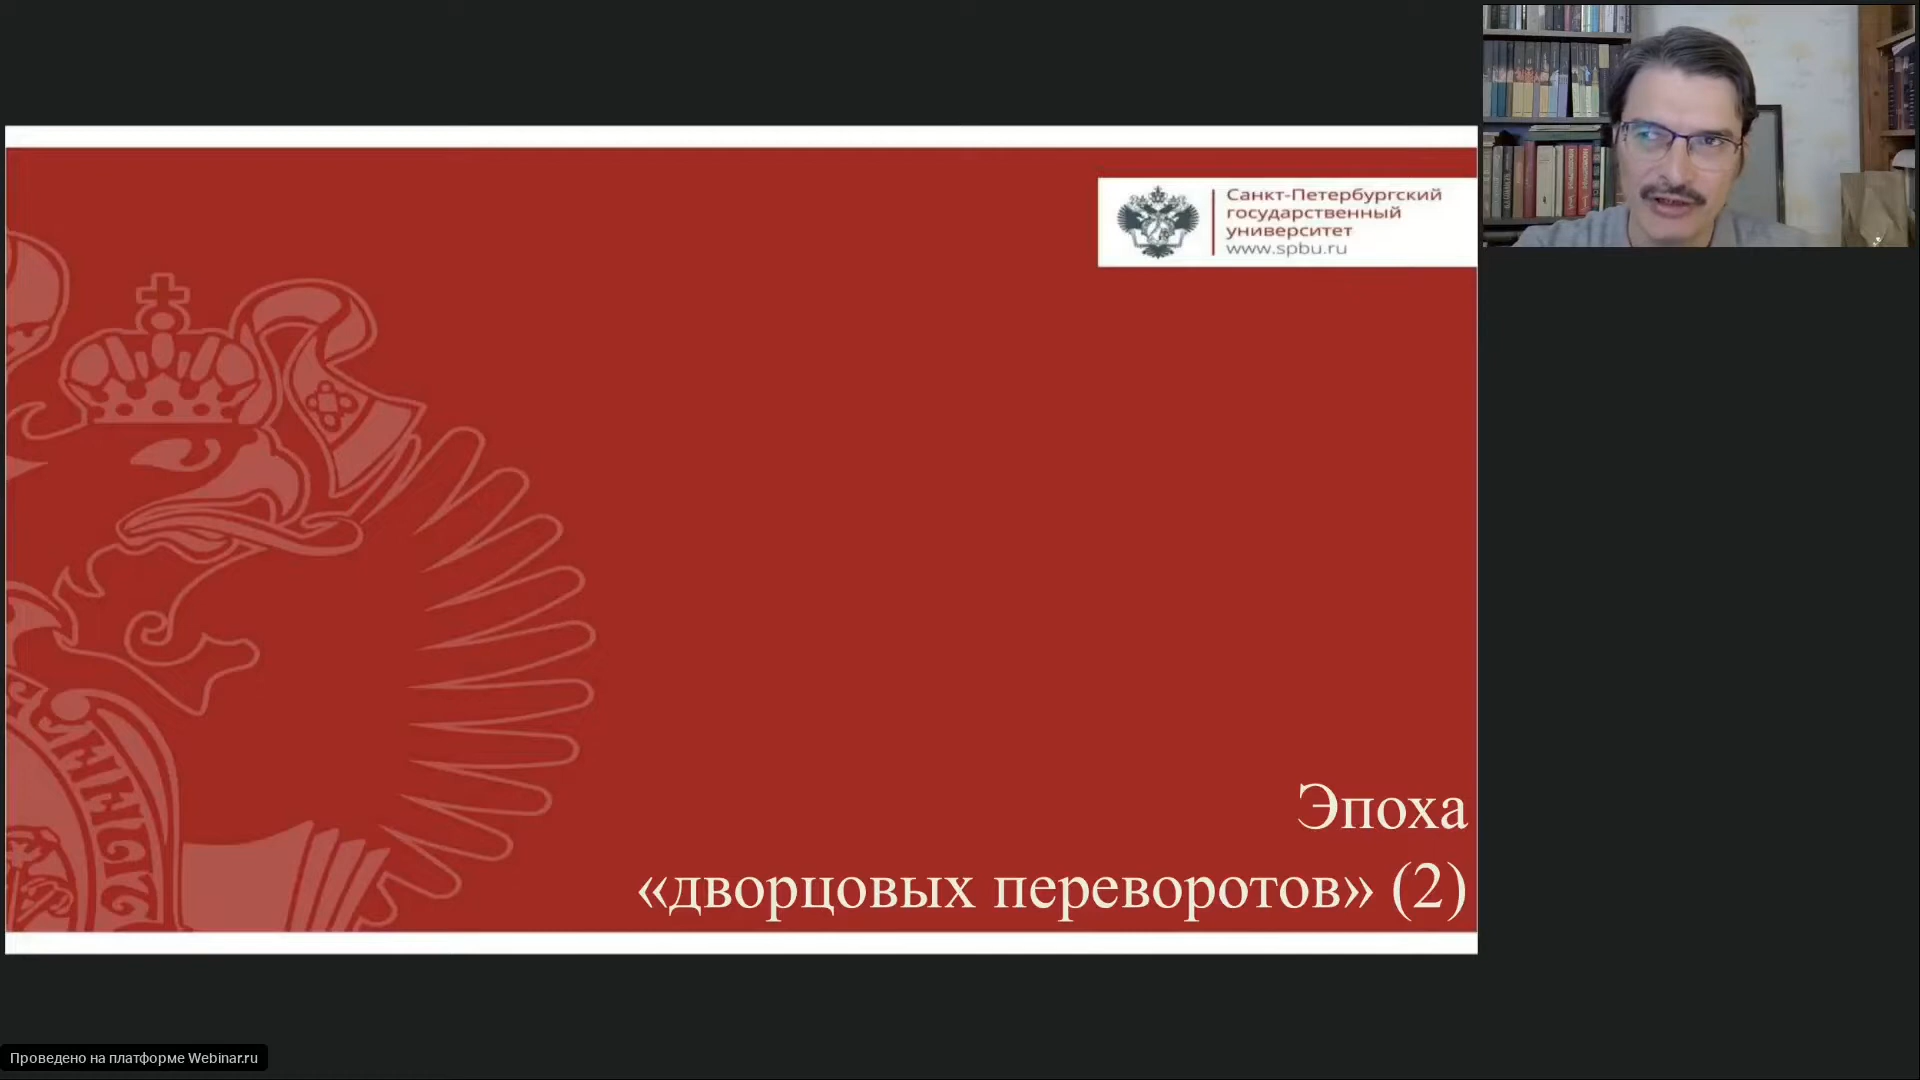 Санкт-Петербургский
государственный
университет
www.spbu.ru
Эпоха
«дворцовых переворотов» (2)
Проведено на платформе Webinar.ru